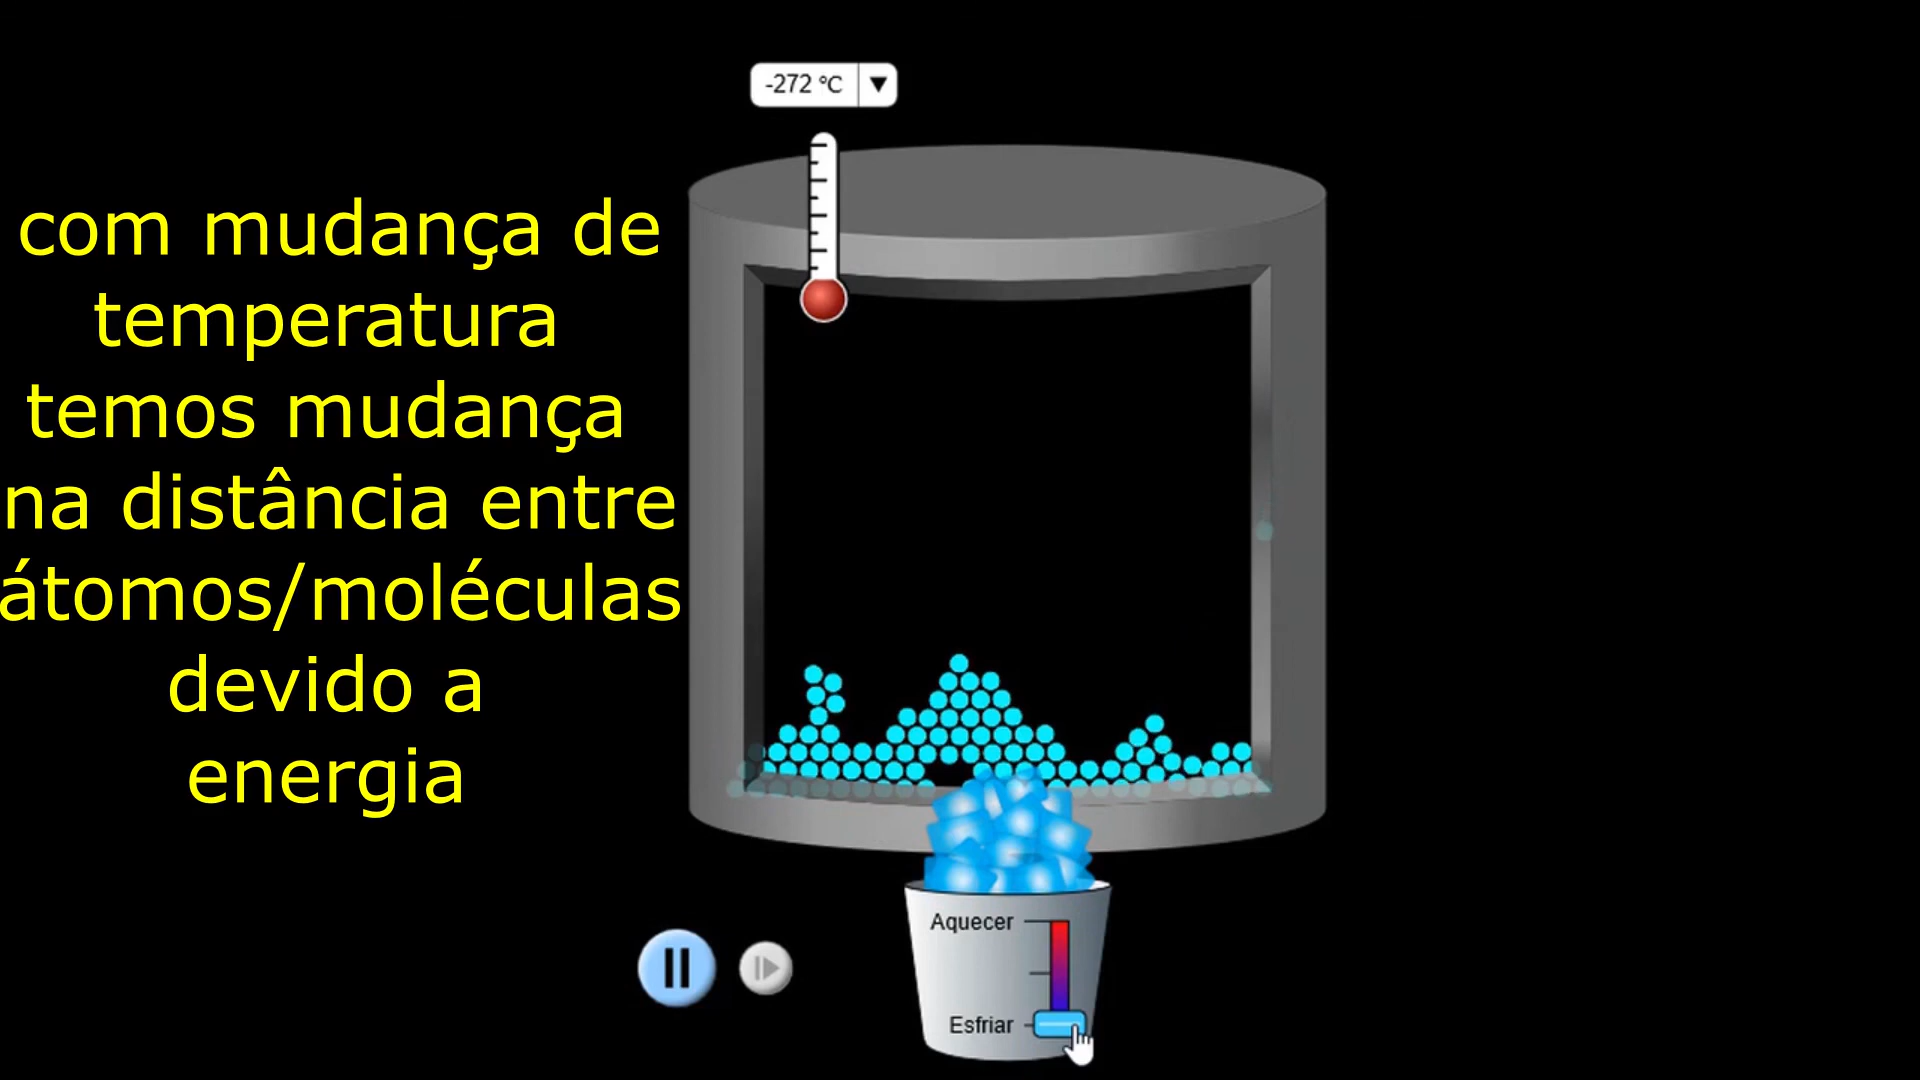 -272 °C
com mudança de
temperatura
temos mudança
na distância entre
átomos/moléculas
devido a
energia
Aquecer
Esfriar